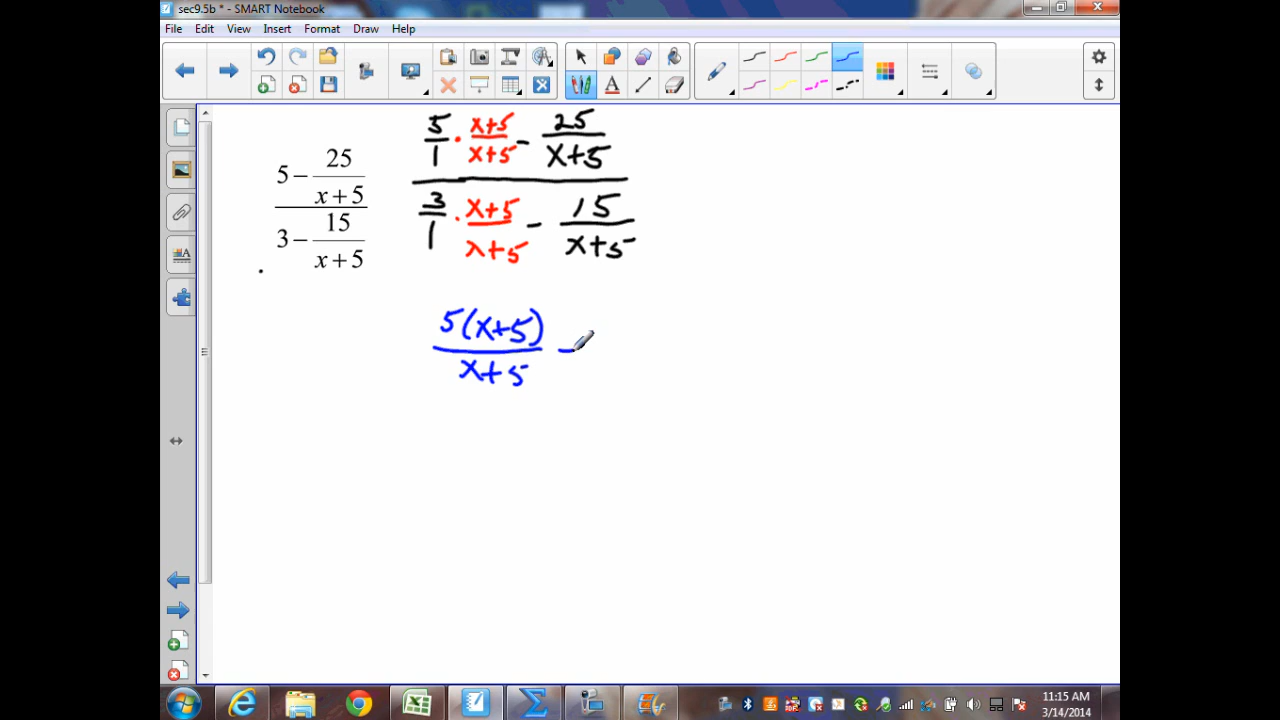 sec9.5b * - SMART Notebook
File Edit View Insert Format Draw Help
5 − 25/(x + 5)
3 − 15/(x + 5)
.
5/1 · (x+5)/(x+5) − 25/(x+5)
3/1 · (x+5)/(x+5) − 15/(x+5)
5(x+5)/(x+5) −
11:15 AM
3/14/2014